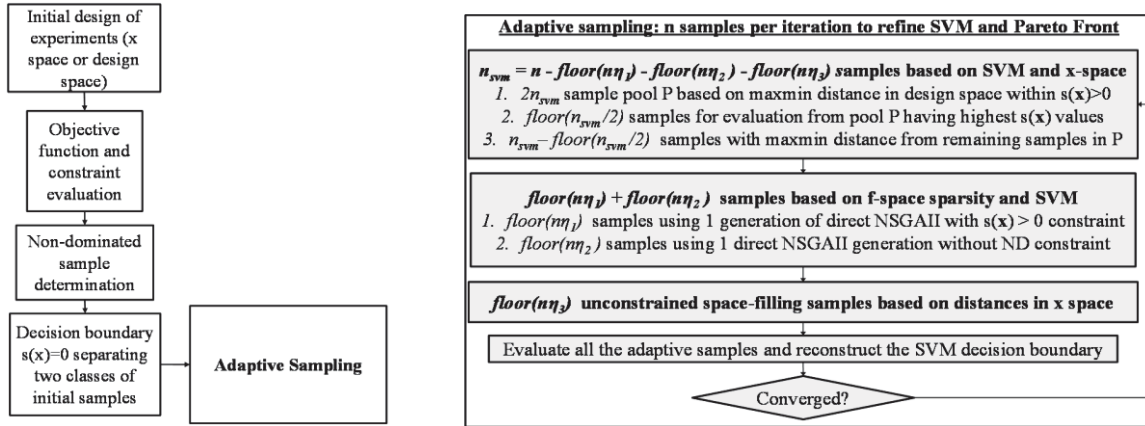 Initial design of
experiments (x
space or design
space)
Objective
function and
constraint
evaluation
Non-dominated
sample
determination
Decision boundary
s(x)=0 separating
two classes of
initial samples
Adaptive Sampling
Adaptive sampling: n samples per iteration to refine SVM and Pareto Front
n_svm = n - floor(nη₁) - floor(nη₂) - floor(nη₃) samples based on SVM and x-space
1. 2n_svm sample pool P based on maxmin distance in design space within s(x)>0
2. floor(n_svm/2) samples for evaluation from pool P having highest s(x) values
3. n_svm– floor(n_svm/2) samples with maxmin distance from remaining samples in P
floor(nη₁) + floor(nη₂) samples based on f-space sparsity and SVM
1. floor(nη₁) samples using 1 generation of direct NSGAII with s(x) > 0 constraint
2. floor(nη₂) samples using 1 direct NSGAII generation without ND constraint
floor(nη₃) unconstrained space-filling samples based on distances in x space
Evaluate all the adaptive samples and reconstruct the SVM decision boundary
Converged?